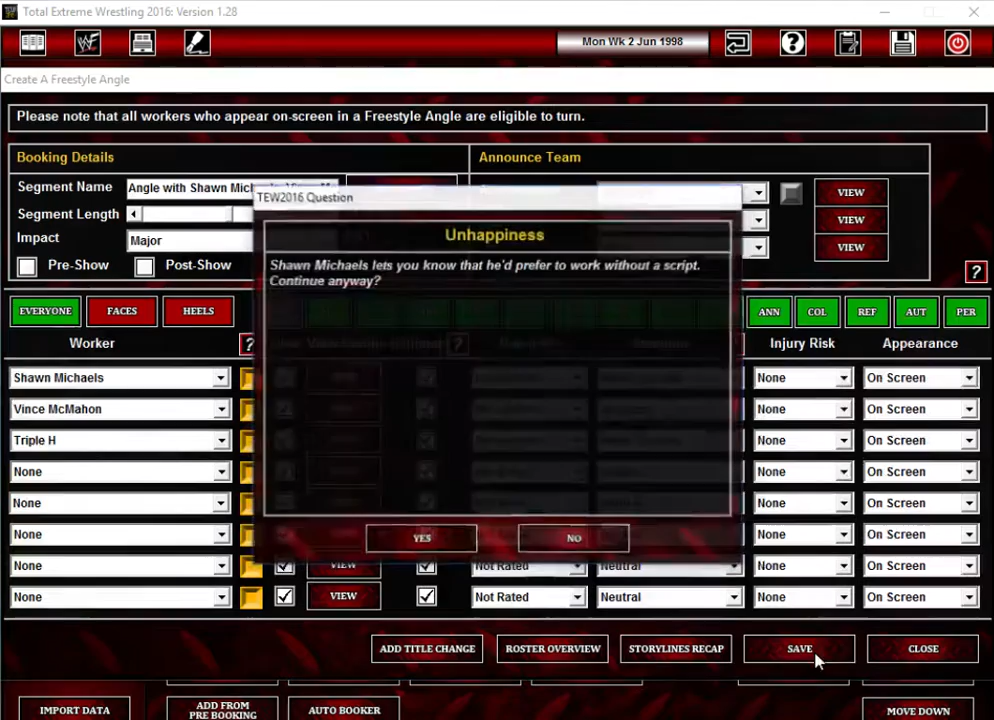 Total Extreme Wrestling 2016: Version 1.28
Mon Wk 2 Jun 1998
Create A Freestyle Angle
Please note that all workers who appear on-screen in a Freestyle Angle are eligible to turn.
Booking Details
Announce Team
Segment Name
Angle with Shawn
VIEW
Segment Length
VIEW
Impact
Major
VIEW
Pre-Show
Post-Show
TEW2016 Question
Unhappiness
Shawn Michaels lets you know that he'd prefer to work without a script.
Continue anyway?
YES
NO
EVERYONE
FACES
HEELS
ANN
COL
REF
AUT
PER
Worker
Injury Risk
Appearance
Shawn Michaels
None
On Screen
Vince McMahon
None
On Screen
Triple H
None
On Screen
None
None
On Screen
None
None
On Screen
None
None
On Screen
None
VIEW
Not Rated
Neutral
None
On Screen
None
VIEW
Not Rated
Neutral
None
On Screen
ADD TITLE CHANGE
ROSTER OVERVIEW
STORYLINES RECAP
SAVE
CLOSE
IMPORT DATA
ADD FROM
PRE BOOKING
AUTO BOOKER
MOVE DOWN